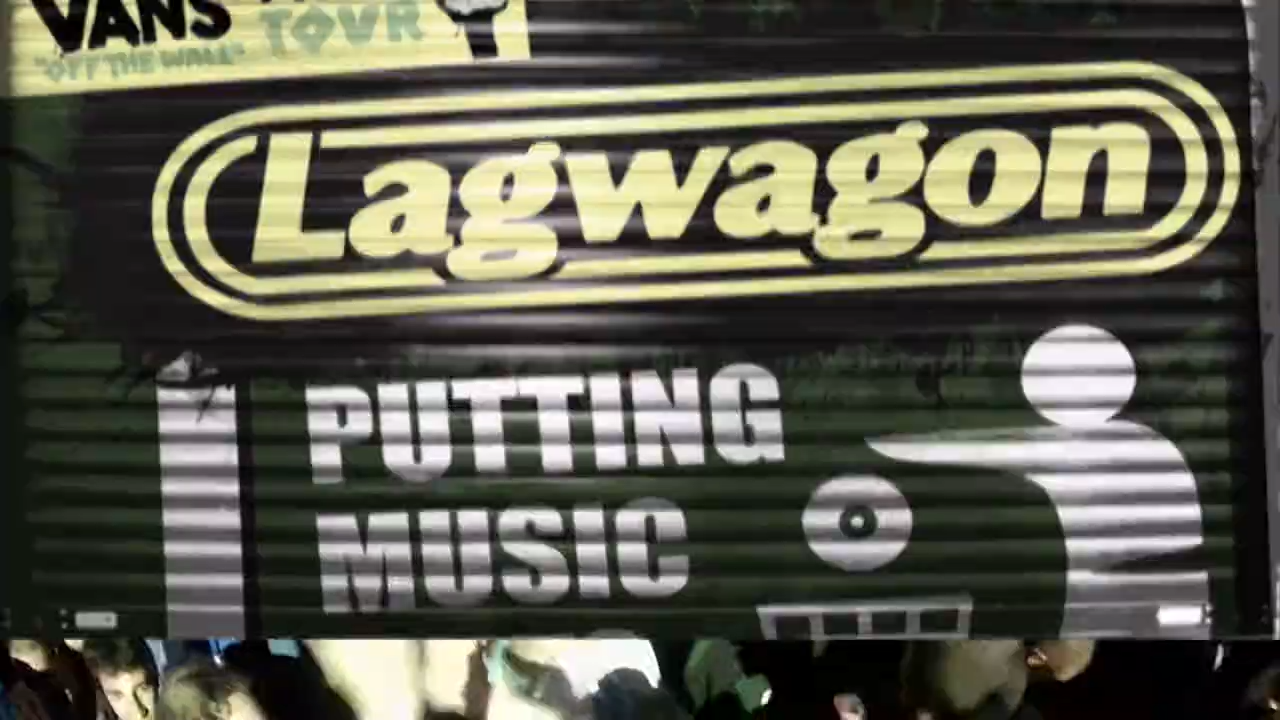 VANS
"OFF THE WALL"
TOUR
Lagwagon
PUTTING
MUSIC